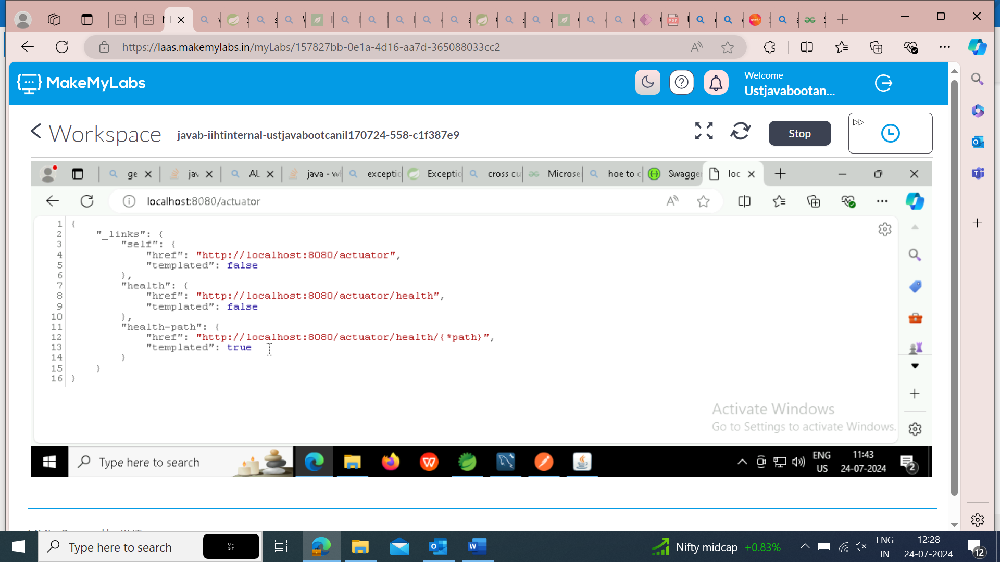 https://laas.makemylabs.in/myLabs/157827bb-0e1a-4d16-aa7d-365088033cc2
MakeMyLabs
Welcome
Ustjavabootan...
Workspace
javab-iihtinternal-ustjavabootcanil170724-558-c1f387e9
Stop
ge
jav
AL
java - w
exceptic
Exceptic
cross cu
Microse
hoe to c
Swagge
loc
localhost:8080/actuator
1 {
2 "_links": {
3 "self": {
4 "href": "http://localhost:8080/actuator",
5 "templated": false
6 },
7 "health": {
8 "href": "http://localhost:8080/actuator/health",
9 "templated": false
10 },
11 "health-path": {
12 "href": "http://localhost:8080/actuator/health/{*path}",
13 "templated": true
14 }
15 }
16 }
Activate Windows
Go to Settings to activate Windows.
Type here to search
ENG
US
11:43
24-07-2024
2
Type here to search
Nifty midcap +0.83%
ENG
IN
12:28
24-07-2024
12